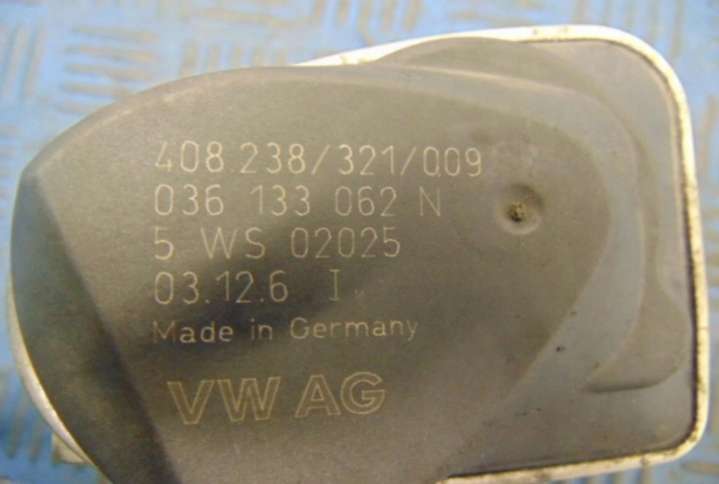 408.238/321/009
036 133 062 N
5 WS 02025
03.12.6 I
Made in Germany
VW AG